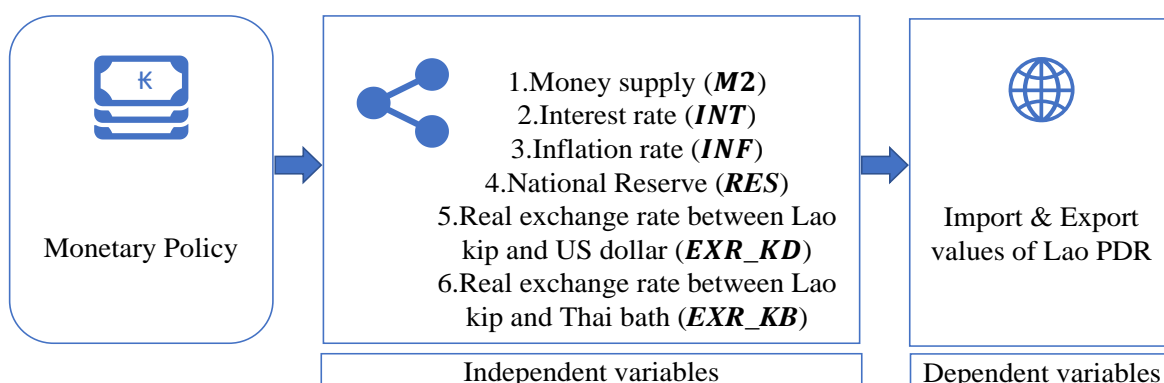 ₭
Monetary Policy
1.Money supply (M2)
2.Interest rate (INT)
3.Inflation rate (INF)
4.National Reserve (RES)
5.Real exchange rate between Lao
kip and US dollar (EXR_KD)
6.Real exchange rate between Lao
kip and Thai bath (EXR_KB)
Import & Export
values of Lao PDR
Independent variables
Dependent variables